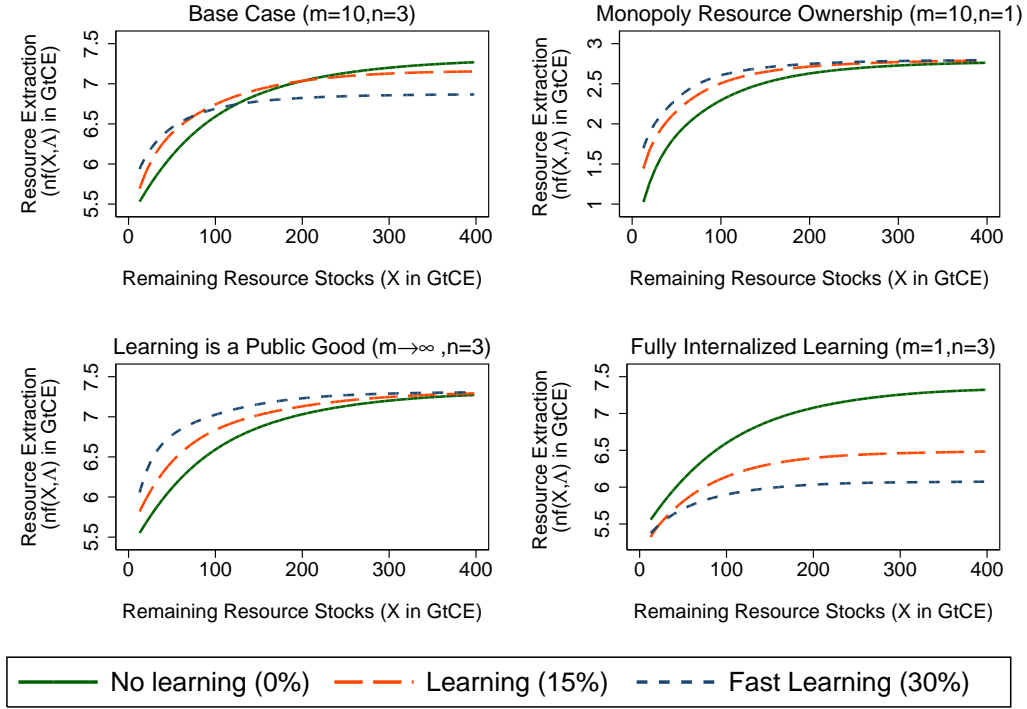 Base Case (m=10,n=3)
Resource Extraction
(nf(X,Λ) in GtCE)
5.5 6 6.5 7 7.5
0 100 200 300 400
Remaining Resource Stocks (X in GtCE)
Monopoly Resource Ownership (m=10,n=1)
Resource Extraction
(nf(X,Λ) in GtCE)
1 1.5 2 2.5 3
0 100 200 300 400
Remaining Resource Stocks (X in GtCE)
Learning is a Public Good (m→∞ ,n=3)
Resource Extraction
(nf(X,Λ) in GtCE)
5.5 6 6.5 7 7.5
0 100 200 300 400
Remaining Resource Stocks (X in GtCE)
Fully Internalized Learning (m=1,n=3)
Resource Extraction
(nf(X,Λ) in GtCE)
5.5 6 6.5 7 7.5
0 100 200 300 400
Remaining Resource Stocks (X in GtCE)
No learning (0%) Learning (15%) Fast Learning (30%)